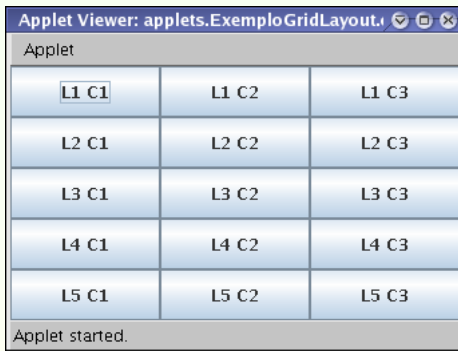 Applet Viewer: applets.ExemploGridLayout.
Applet
L1 C1 L1 C2 L1 C3
L2 C1 L2 C2 L2 C3
L3 C1 L3 C2 L3 C3
L4 C1 L4 C2 L4 C3
L5 C1 L5 C2 L5 C3
Applet started.